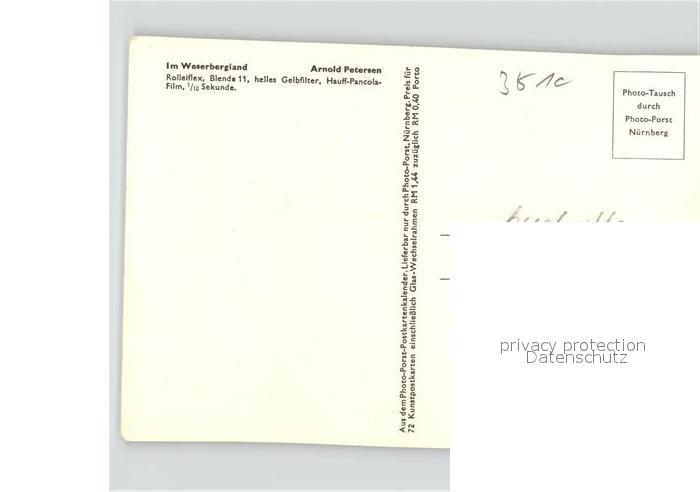 Im Weserbergland Arnold Petersen
Rolleiflex, Blende 11, helles Gelbfilter, Hauff-Pancola-
Film, 1/10 Sekunde.
Aus dem Photo-Porst-Postkartenkalender. Lieferbar nur durch Photo-Porst, Nürnberg. Preis für
72 Kunstpostkarten einschließlich Glas-Wechselrahmen RM 1,44 zuzüglich RM 0,40 Porto
Photo-Tausch
durch
Photo-Porst
Nürnberg
privacy protection
Datenschutz